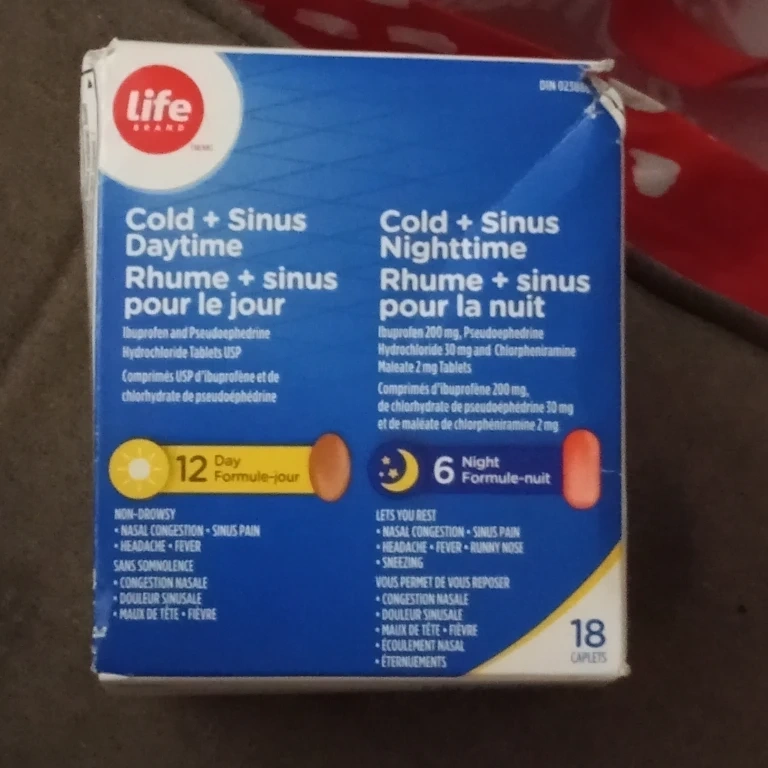 life
BRAND
DIN 0238
Cold + Sinus
Daytime
Rhume + sinus
pour le jour
Ibuprofen and Pseudoephedrine
Hydrochloride Tablets USP
Comprimés USP d'ibuprofène et de
chlorhydrate de pseudoéphédrine
12 Day
Formule-jour
NON-DROWSY
• NASAL CONGESTION • SINUS PAIN
• HEADACHE • FEVER
SANS SOMNOLENCE
• CONGESTION NASALE
• DOULEUR SINUSALE
• MAUX DE TÊTE • FIÈVRE
Cold + Sinus
Nighttime
Rhume + sinus
pour la nuit
Ibuprofen 200 mg, Pseudoephedrine
Hydrochloride 30 mg and Chlorpheniramine
Maleate 2 mg Tablets
Comprimés d'ibuprofène 200 mg,
de chlorhydrate de pseudoéphédrine 30 mg
et de maléate de chlorphéniramine 2 mg
6 Night
Formule-nuit
LETS YOU REST
• NASAL CONGESTION • SINUS PAIN
• HEADACHE • FEVER • RUNNY NOSE
• SNEEZING
VOUS PERMET DE VOUS REPOSER
• CONGESTION NASALE
• DOULEUR SINUSALE
• MAUX DE TÊTE • FIÈVRE
• ÉCOULEMENT NASAL
• ÉTERNUEMENTS
18
CAPLETS